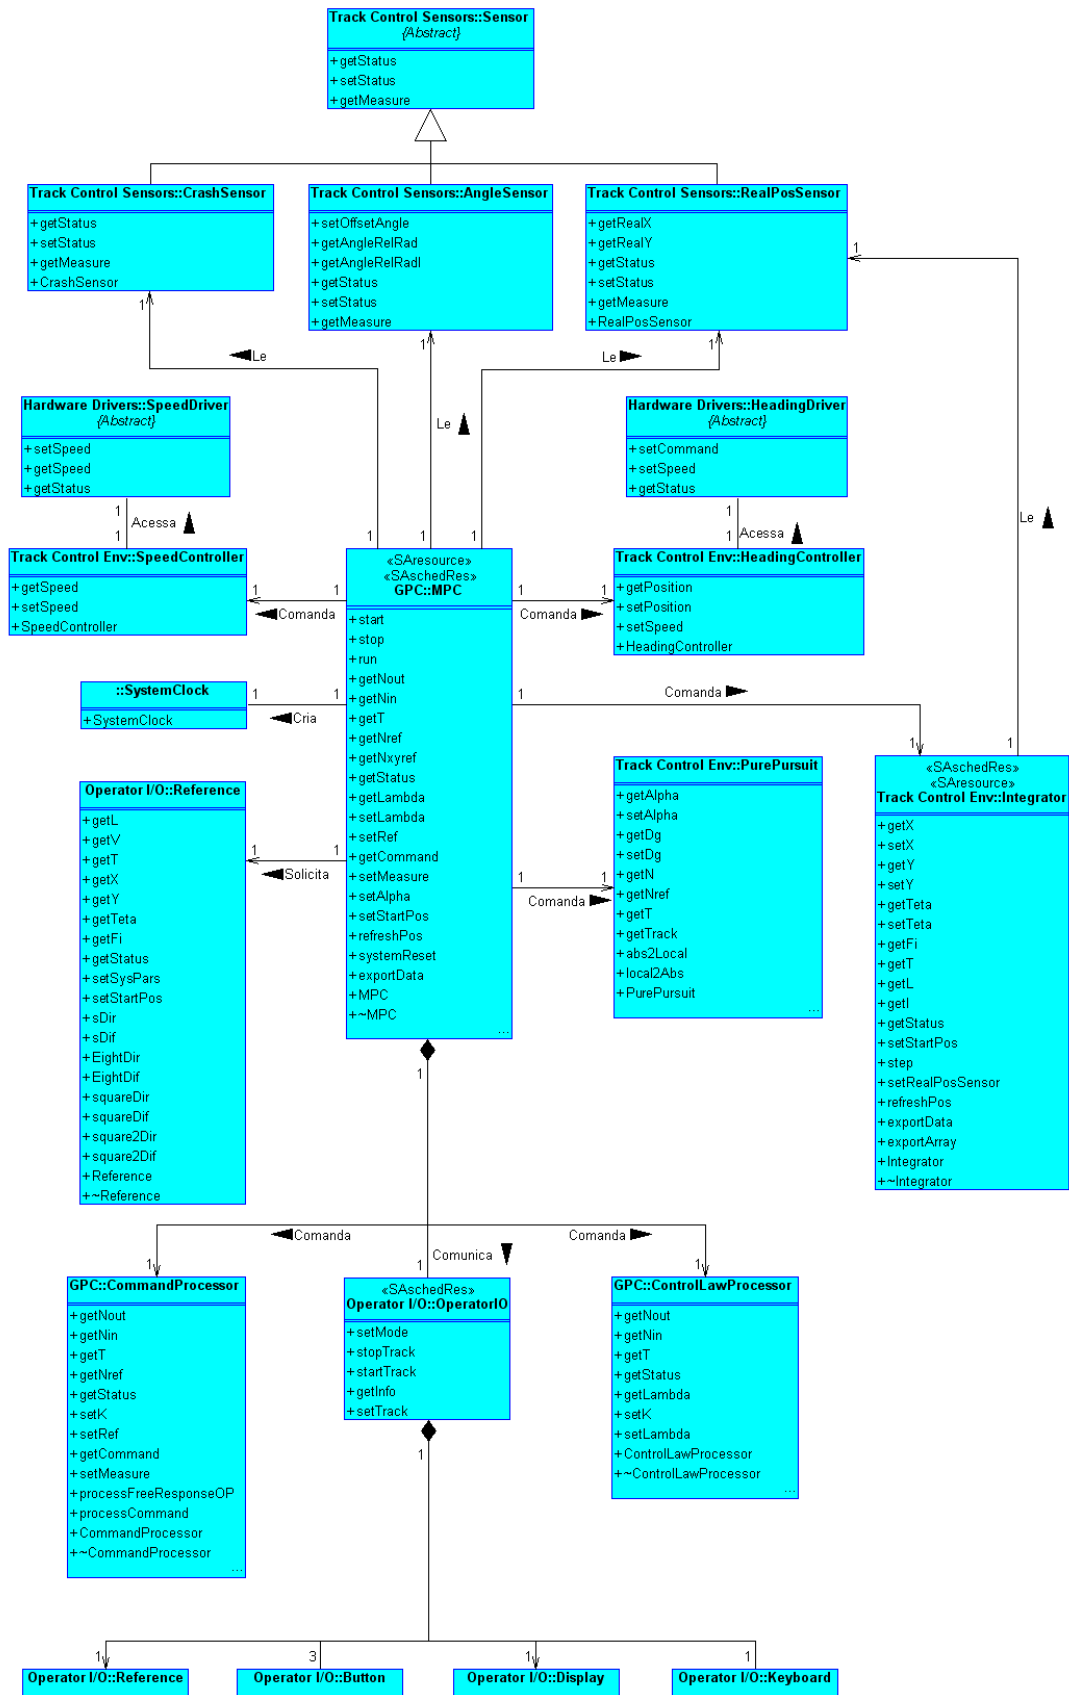 Track Control Sensors::Sensor
{Abstract}
+getStatus
+setStatus
+getMeasure
Track Control Sensors::CrashSensor
+getStatus
+setStatus
+getMeasure
+CrashSensor
Track Control Sensors::AngleSensor
+setOffsetAngle
+getAngleRelRad
+getAngleRelRadI
+getStatus
+setStatus
+getMeasure
Track Control Sensors::RealPosSensor
+getRealX
+getRealY
+getStatus
+setStatus
+getMeasure
+RealPosSensor
1
1
1
1
Le
Le
Le
Le
Hardware Drivers::SpeedDriver
{Abstract}
+setSpeed
+getSpeed
+getStatus
1
Acessa
1
Hardware Drivers::HeadingDriver
{Abstract}
+setCommand
+setSpeed
+getStatus
1
Acessa
1
Track Control Env::SpeedController
+getSpeed
+setSpeed
+SpeedController
1
1
Comanda
1
1
1
«SAresource»
«SAschedRes»
GPC::MPC
+start
+stop
+run
+getNout
+getNin
+getT
+getNref
+getNxyref
+getStatus
+getLambda
+setLambda
+setRef
+getCommand
+setMeasure
+setAlpha
+setStartPos
+refreshPos
+systemReset
+exportData
+MPC
+~MPC
...
1
1
Comanda
Track Control Env::HeadingController
+getPosition
+setPosition
+setSpeed
+HeadingController
::SystemClock
+SystemClock
1
1
Cria
1
Comanda
1
1
«SAschedRes»
«SAresource»
Track Control Env::Integrator
+getX
+setX
+getY
+setY
+getTeta
+setTeta
+getFi
+getT
+getL
+getI
+getStatus
+setStartPos
+step
+setRealPosSensor
+refreshPos
+exportData
+exportArray
+Integrator
+~Integrator
Track Control Env::PurePursuit
+getAlpha
+setAlpha
+getDg
+setDg
+getN
+getNref
+getT
+getTrack
+abs2Local
+local2Abs
+PurePursuit
...
1
1
Comanda
Operator I/O::Reference
+getL
+getV
+getT
+getX
+getY
+getTeta
+getFi
+getStatus
+setSysPars
+setStartPos
+sDir
+sDif
+EightDir
+EightDif
+squareDir
+squareDif
+square2Dir
+square2Dif
+Reference
+~Reference
1
1
Solicita
1
Comanda
Comunica
Comanda
1
1
1
GPC::CommandProcessor
+getNout
+getNin
+getT
+getNref
+getStatus
+setK
+setRef
+getCommand
+setMeasure
+processFreeResponseOP
+processCommand
+CommandProcessor
+~CommandProcessor
...
«SAschedRes»
Operator I/O::OperatorIO
+setMode
+stopTrack
+startTrack
+getInfo
+setTrack
1
GPC::ControlLawProcessor
+getNout
+getNin
+getT
+getStatus
+getLambda
+setK
+setLambda
+ControlLawProcessor
+~ControlLawProcessor
...
1
3
1
1
Operator I/O::Reference
Operator I/O::Button
Operator I/O::Display
Operator I/O::Keyboard